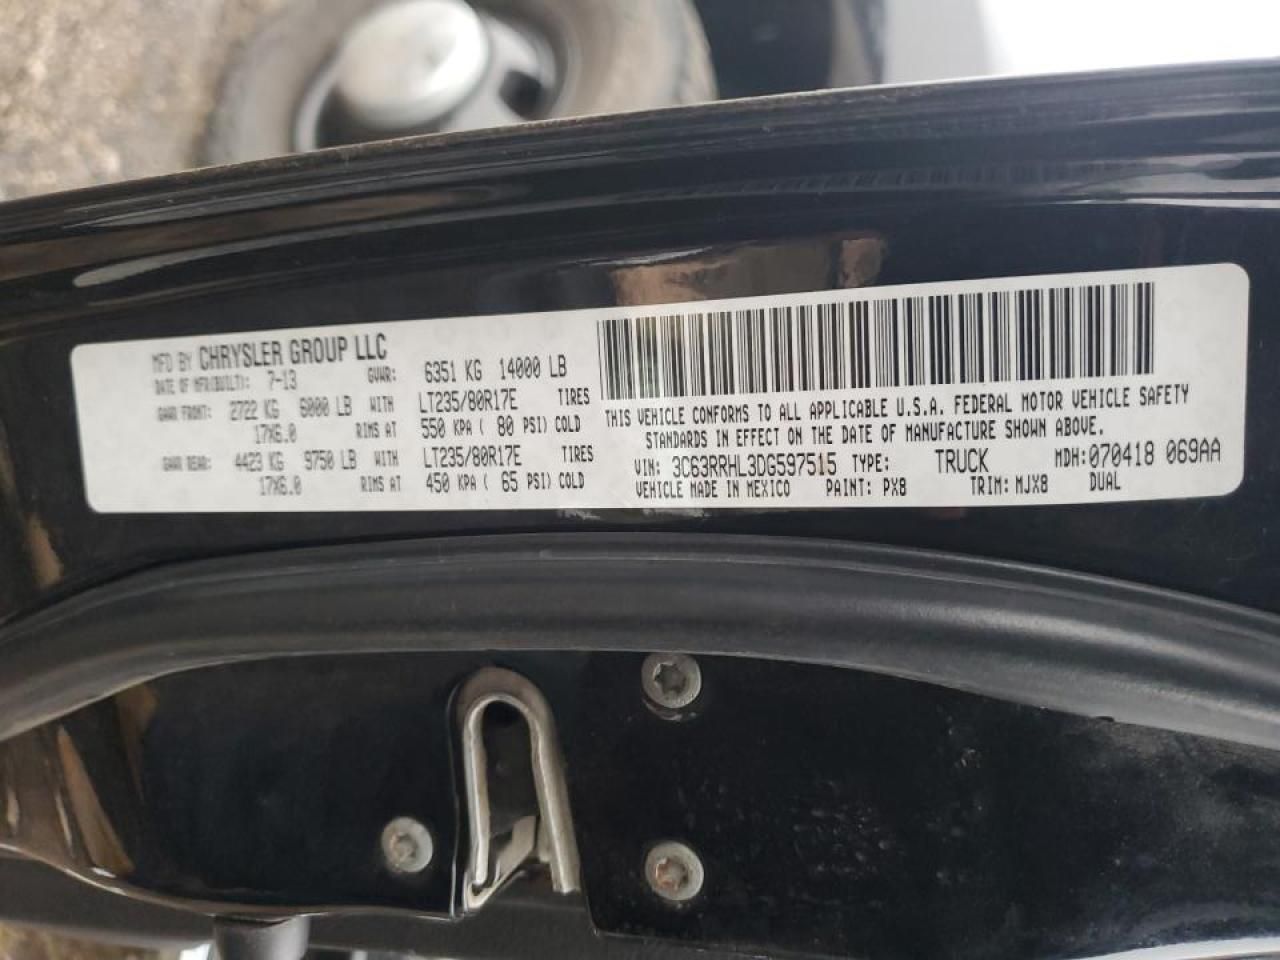 MFD BY CHRYSLER GROUP LLC
DATE OF MFR(BUILT): 7-13 GVWR: 6351 KG 14000 LB
GAWR FRONT: 2722 KG 6000 LB WITH LT235/80R17E TIRES
17X6.0 RIMS AT 550 KPA ( 80 PSI) COLD
GAWR REAR: 4423 KG 9750 LB WITH LT235/80R17E TIRES
17X6.0 RIMS AT 450 KPA ( 65 PSI) COLD
THIS VEHICLE CONFORMS TO ALL APPLICABLE U.S.A. FEDERAL MOTOR VEHICLE SAFETY
STANDARDS IN EFFECT ON THE DATE OF MANUFACTURE SHOWN ABOVE.
VIN: 3C63RRHL3DG597515 TYPE: TRUCK MDH:070418 069AA
VEHICLE MADE IN MEXICO PAINT: PX8 TRIM: MJX8 DUAL